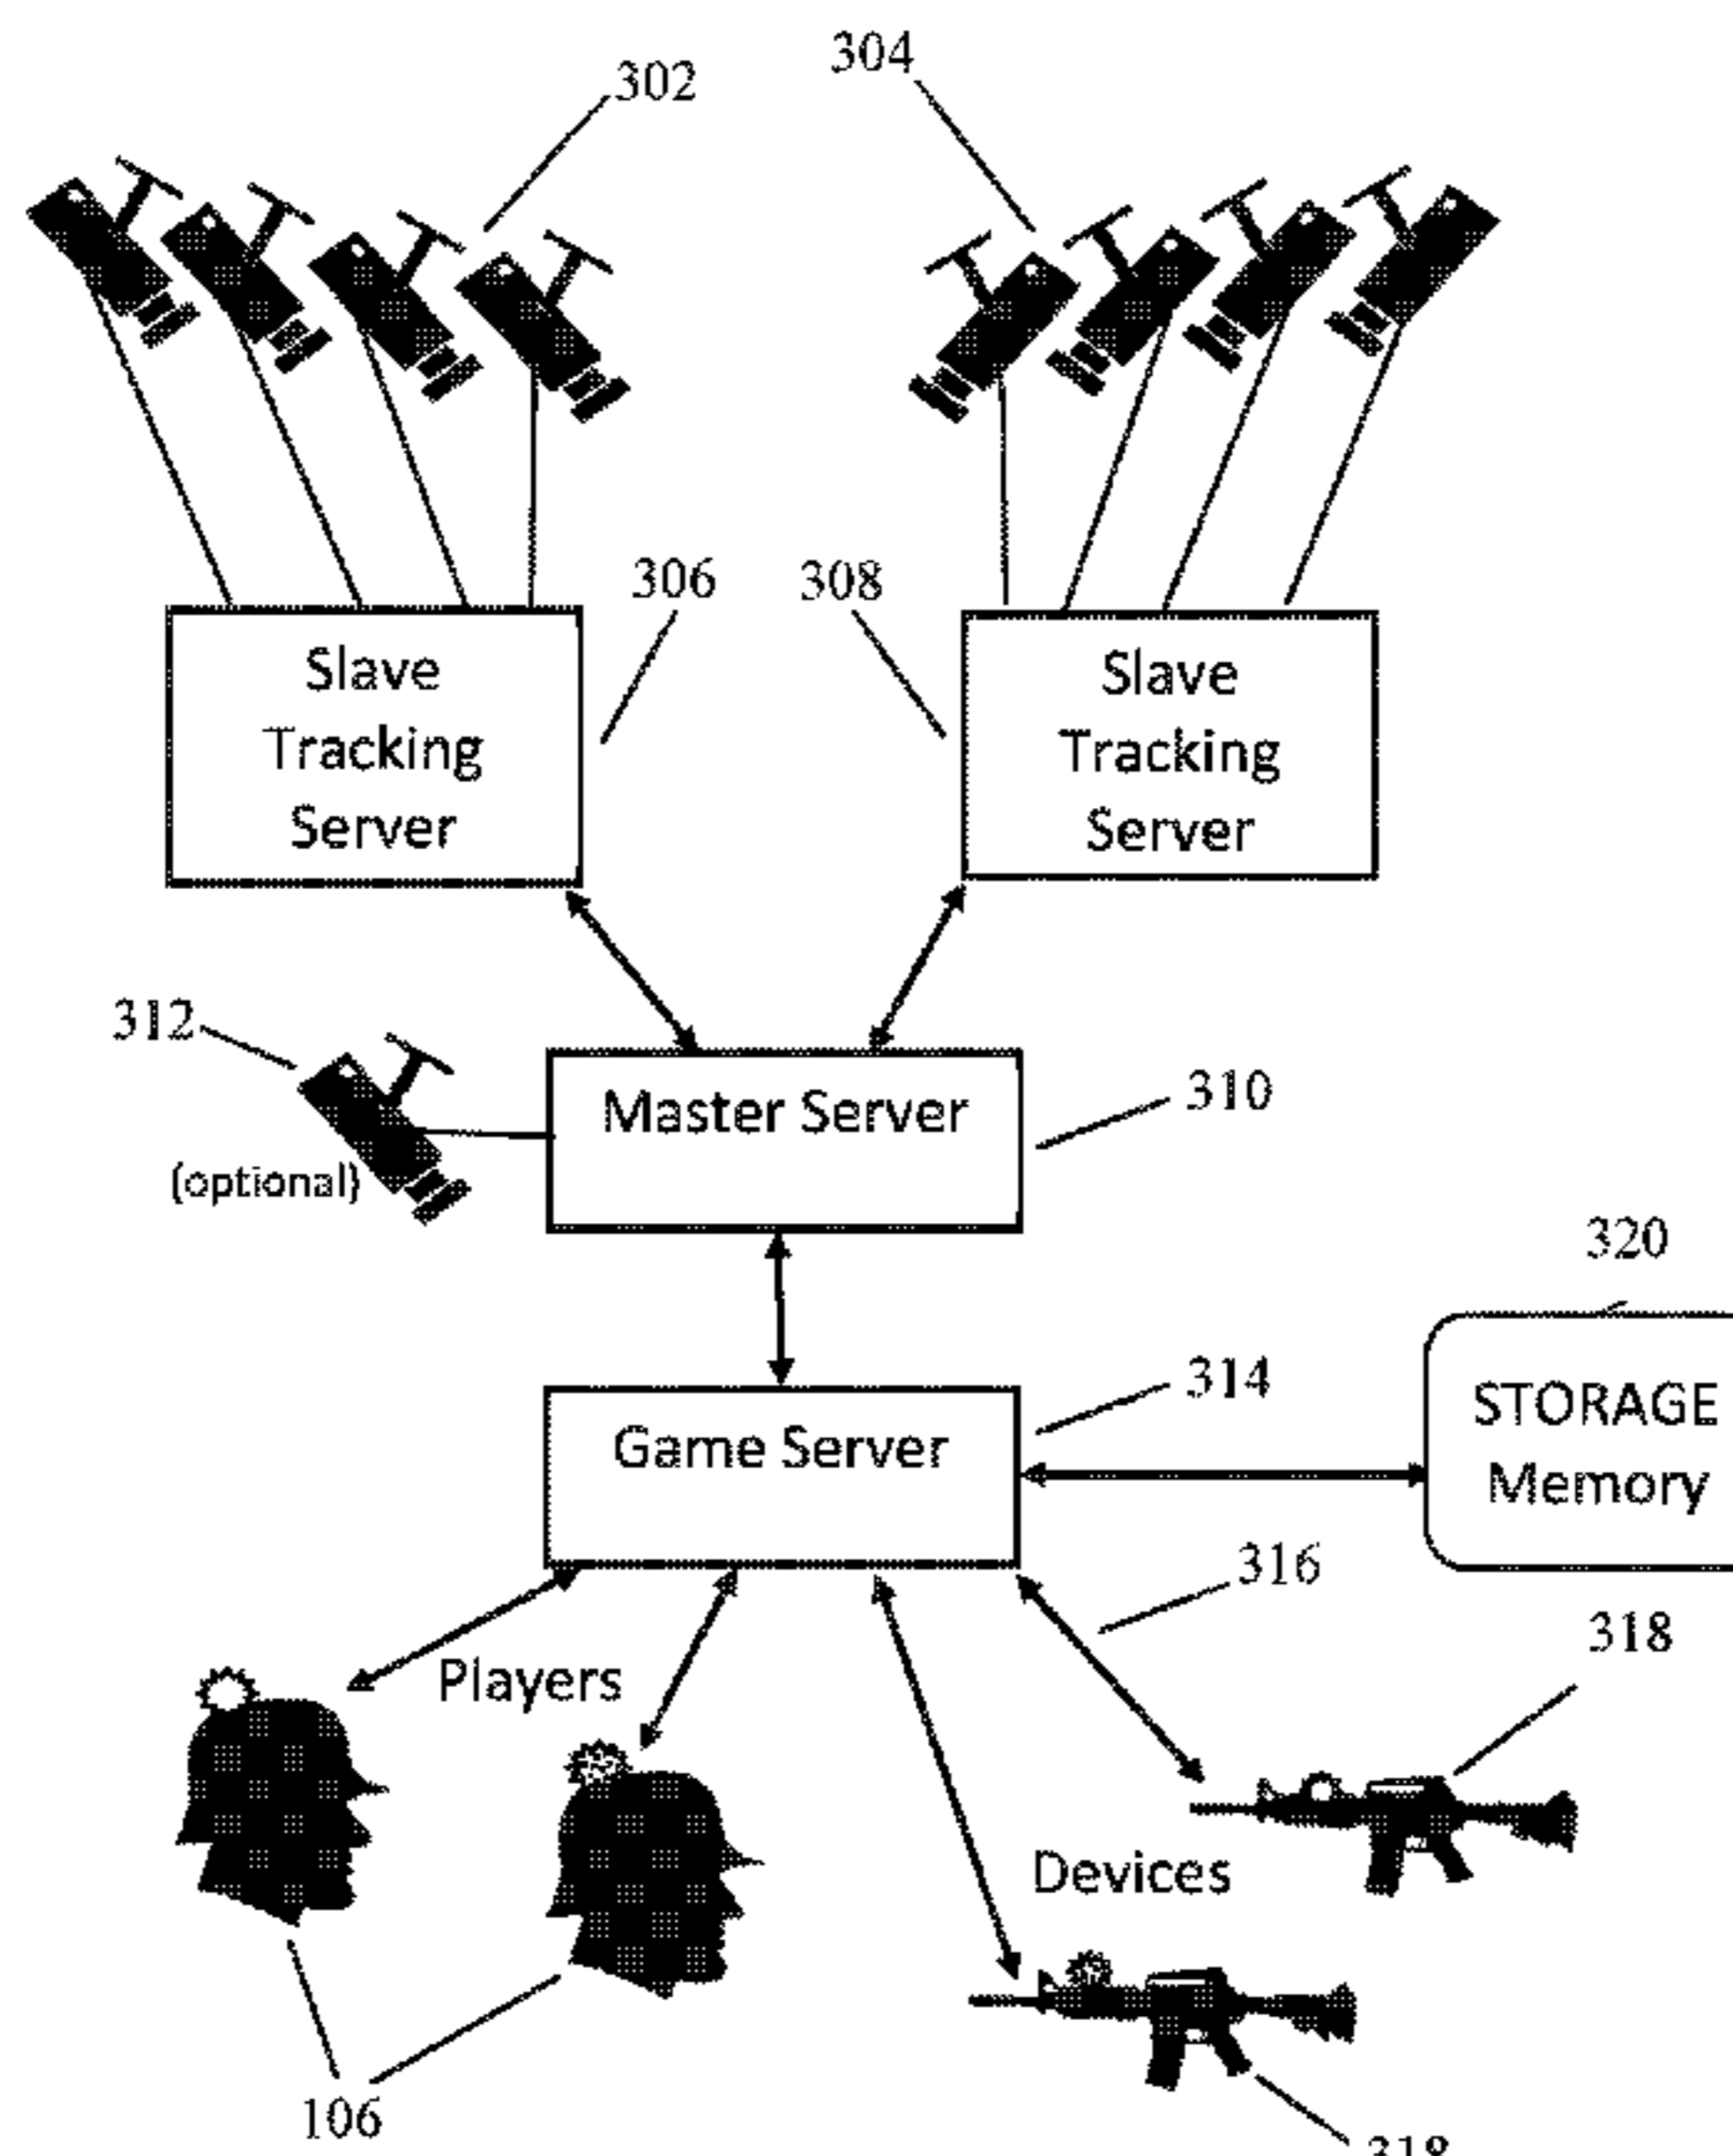 302
304
306
308
Slave
Tracking
Server
Slave
Tracking
Server
312
(optional)
Master Server
310
320
314
Game Server
STORAGE
Memory
316
318
Players
Devices
106
318